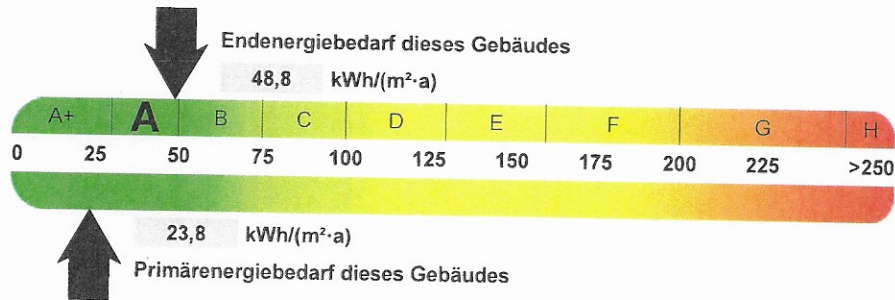 Endenergiebedarf dieses Gebäudes
48,8 kWh/(m²·a)
A+ A B C D E F G H
0 25 50 75 100 125 150 175 200 225 >250
23,8 kWh/(m²·a)
Primärenergiebedarf dieses Gebäudes